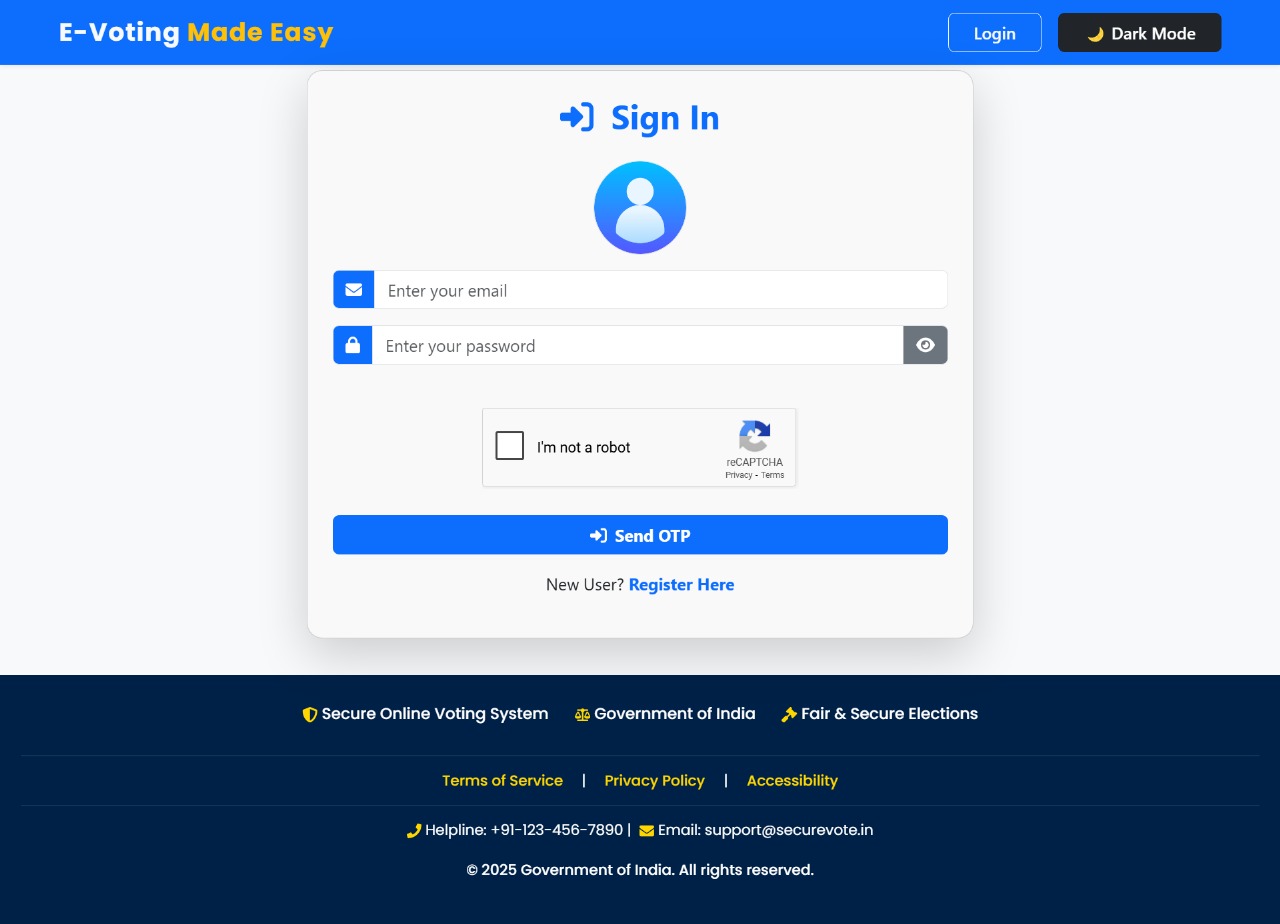 E-Voting Made Easy
Login
🌙 Dark Mode
Sign In
Enter your email
Enter your password
I'm not a robot
reCAPTCHA
Privacy - Terms
Send OTP
New User? Register Here
Secure Online Voting System Government of India Fair & Secure Elections
Terms of Service | Privacy Policy | Accessibility
Helpline: +91-123-456-7890 | Email: support@securevote.in
© 2025 Government of India. All rights reserved.